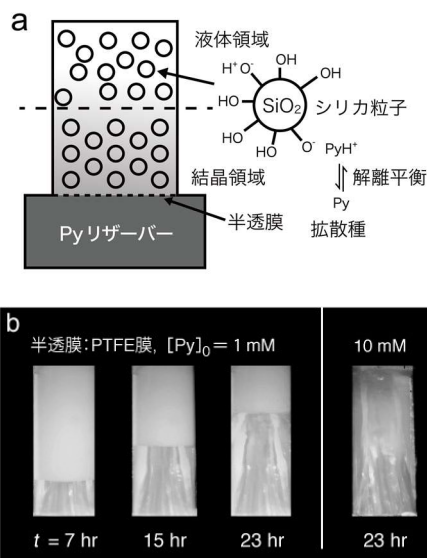 a
液体領域
結晶領域
半透膜
Pyリザーバー
H⁺O⁻
OH
OH
HO
SiO₂
シリカ粒子
HO
HO
O⁻
PyH⁺
解離平衡
Py
拡散種
b
半透膜：PTFE膜, [Py]₀＝1 mM
10 mM
t = 7 hr
15 hr
23 hr
23 hr